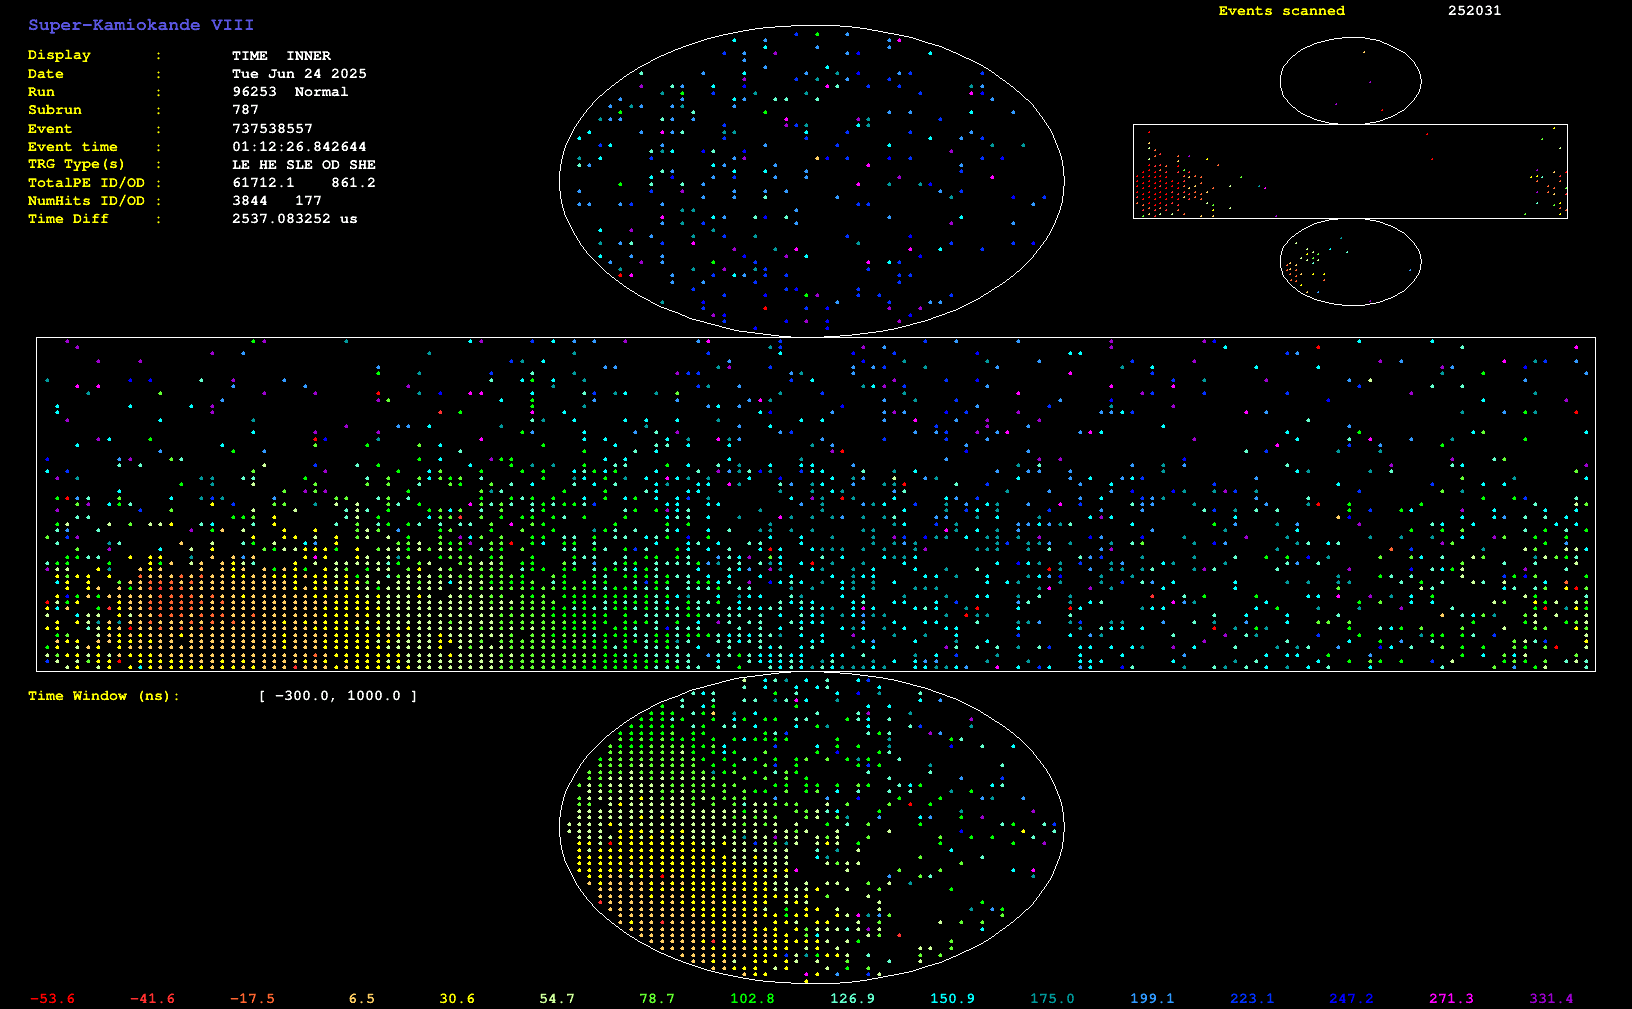 Super-Kamiokande VIII
Events scanned 252031
Display : TIME INNER
Date : Tue Jun 24 2025
Run : 96253 Normal
Subrun : 787
Event : 737538557
Event time : 01:12:26.842644
TRG Type(s) : LE HE SLE OD SHE
TotalPE ID/OD : 61712.1 861.2
NumHits ID/OD : 3844 177
Time Diff : 2537.083252 us
Time Window (ns): [ -300.0, 1000.0 ]
-53.6 -41.6 -17.5 6.5 30.6 54.7 78.7 102.8 126.9 150.9 175.0 199.1 223.1 247.2 271.3 331.4